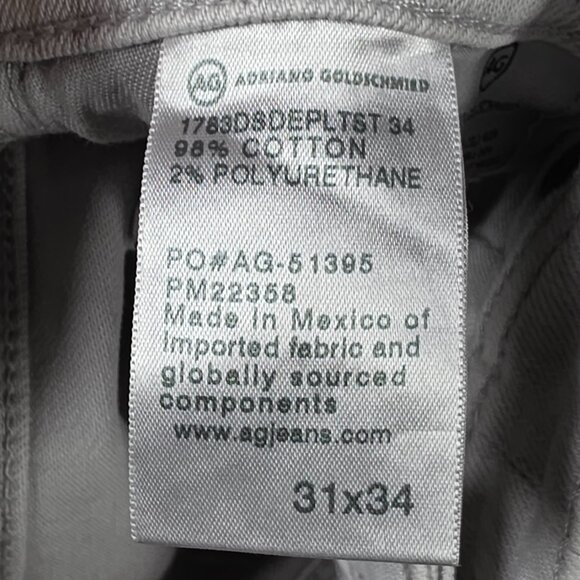 AG ADRIANO GOLDSCHMIED
1783DSDEPLTST 34
98% COTTON
2% POLYURETHANE
PO#AG-51395
PM22358
Made in Mexico of
imported fabric and
globally sourced
components
www.agjeans.com
31x34